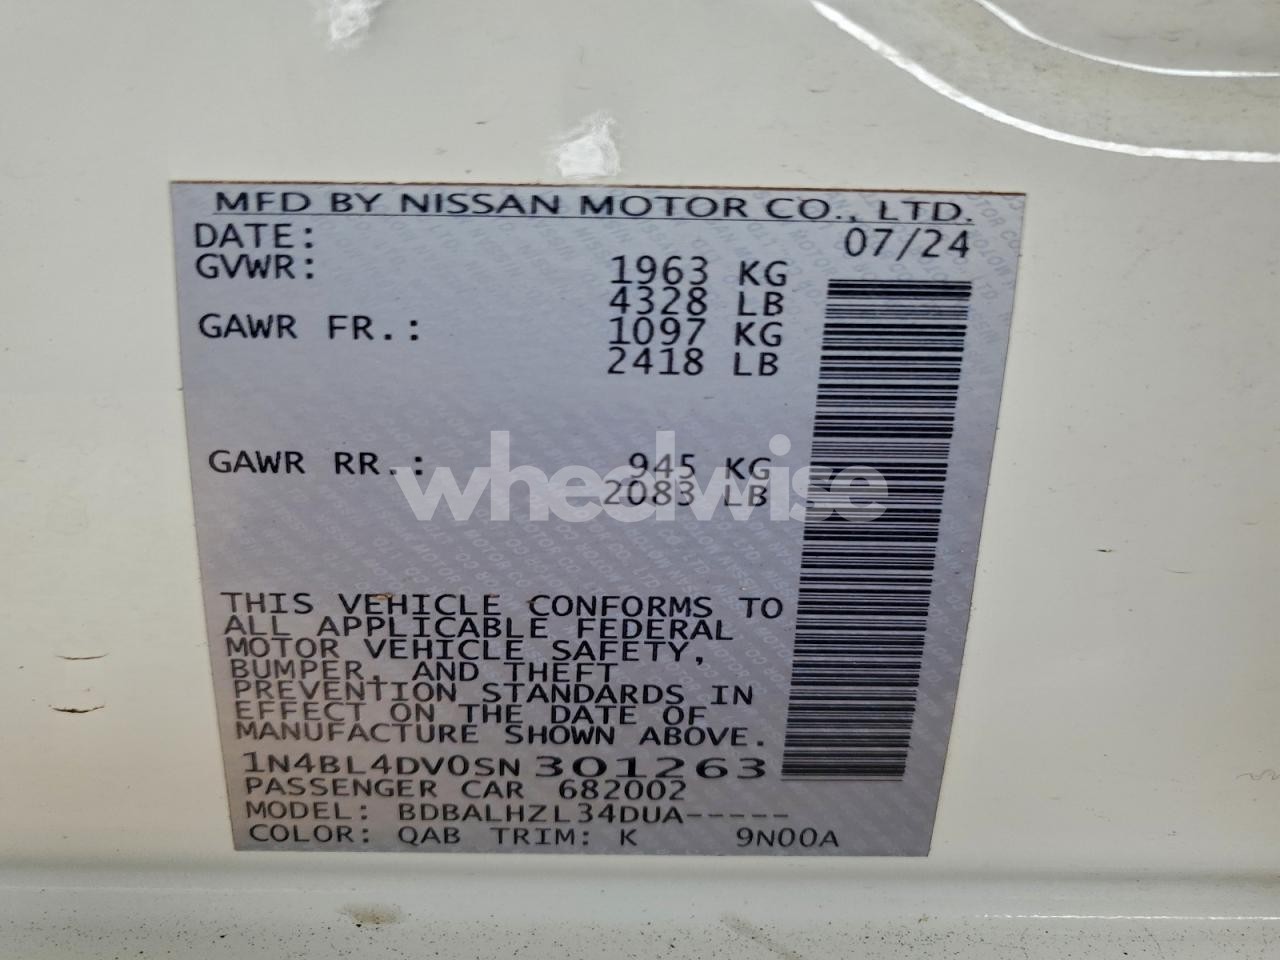 MFD BY NISSAN MOTOR CO., LTD.
DATE: 07/24
GVWR: 1963 KG
4328 LB
GAWR FR.: 1097 KG
2418 LB
GAWR RR.: 945 KG
2083 LB
wheelwise
THIS VEHICLE CONFORMS TO
ALL APPLICABLE FEDERAL
MOTOR VEHICLE SAFETY,
BUMPER, AND THEFT
PREVENTION STANDARDS IN
EFFECT ON THE DATE OF
MANUFACTURE SHOWN ABOVE.
1N4BL4DV0SN301263
PASSENGER CAR 682002
MODEL: BDBALHZL34DUA-----
COLOR: QAB TRIM: K 9N00A